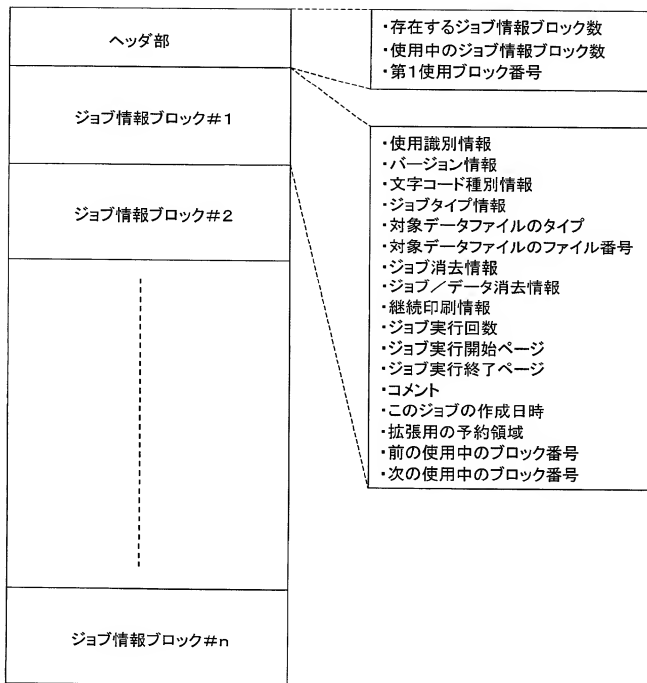 ヘッダ部
・存在するジョブ情報ブロック数
・使用中のジョブ情報ブロック数
・第1使用ブロック番号
ジョブ情報ブロック#1
・使用識別情報
・バージョン情報
・文字コード種別情報
・ジョブタイプ情報
・対象データファイルのタイプ
・対象データファイルのファイル番号
・ジョブ消去情報
・ジョブ/データ消去情報
・継続印刷情報
・ジョブ実行回数
・ジョブ実行開始ページ
・ジョブ実行終了ページ
・コメント
・このジョブの作成日時
・拡張用の予約領域
・前の使用中のブロック番号
・次の使用中のブロック番号
ジョブ情報ブロック#2
ジョブ情報ブロック#n